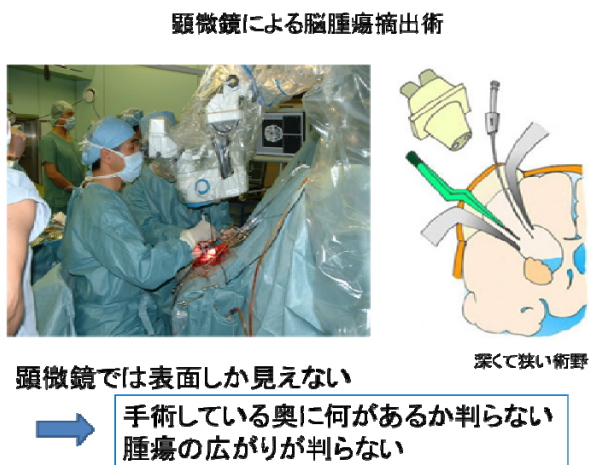 顕微鏡による脳腫瘍摘出術
深くて狭い術野
顕微鏡では表面しか見えない
手術している奥に何があるか判らない
腫瘍の広がりが判らない